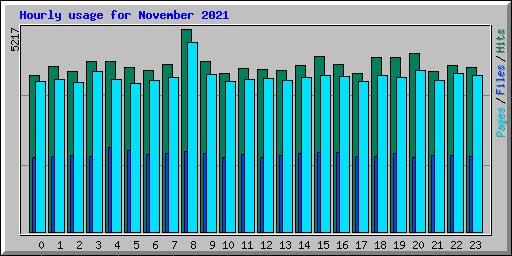 Hourly usage for November 2021
5217
Pages/Files/Hits
0 1 2 3 4 5 6 7 8 9 10 11 12 13 14 15 16 17 18 19 20 21 22 23